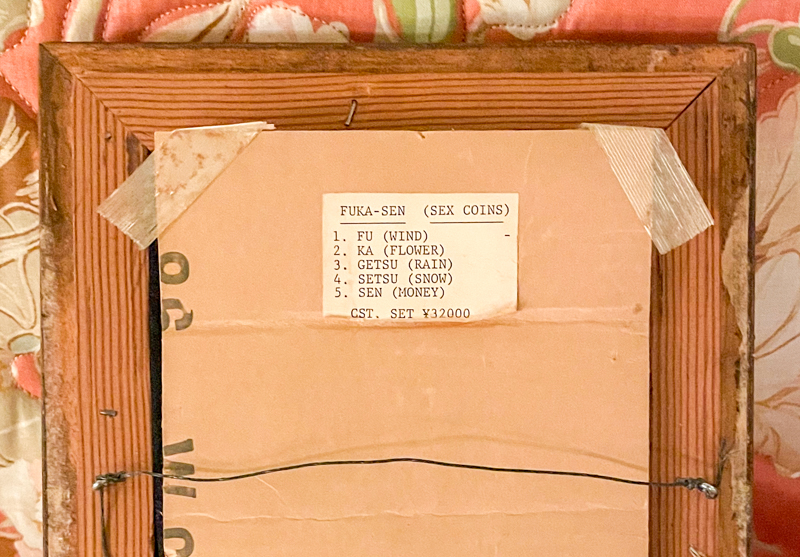 FUKA-SEN (SEX COINS)
1. FU (WIND) -
2. KA (FLOWER)
3. GETSU (RAIN)
4. SETSU (SNOW)
5. SEN (MONEY)
CST. SET ¥32000